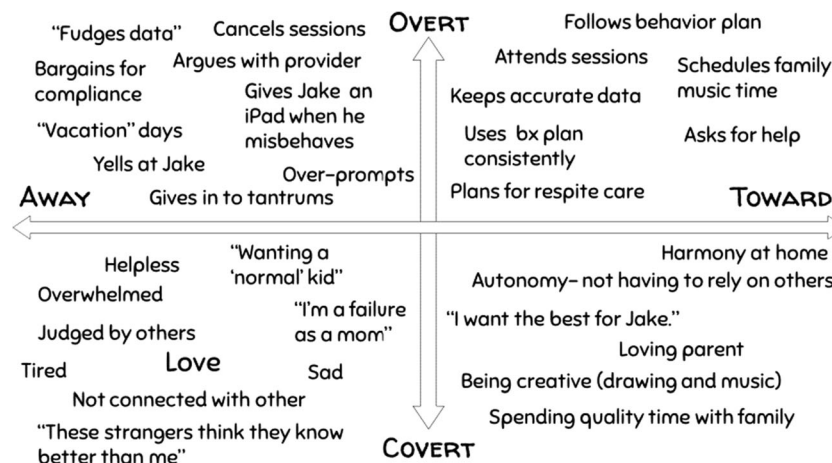 OVERT
"Fudges data"
Cancels sessions
Bargains for
compliance
Argues with provider
Gives Jake an
iPad when he
misbehaves
"Vacation" days
Yells at Jake
Over-prompts
Gives in to tantrums
AWAY
Follows behavior plan
Attends sessions
Schedules family
music time
Keeps accurate data
Uses bx plan
consistently
Asks for help
Plans for respite care
TOWARD
Helpless
"Wanting a
'normal' kid"
Overwhelmed
"I'm a failure
as a mom"
Judged by others
Love
Tired
Sad
Not connected with other
"These strangers think they know
better than me"
Harmony at home
Autonomy- not having to rely on others
"I want the best for Jake."
Loving parent
Being creative (drawing and music)
Spending quality time with family
COVERT